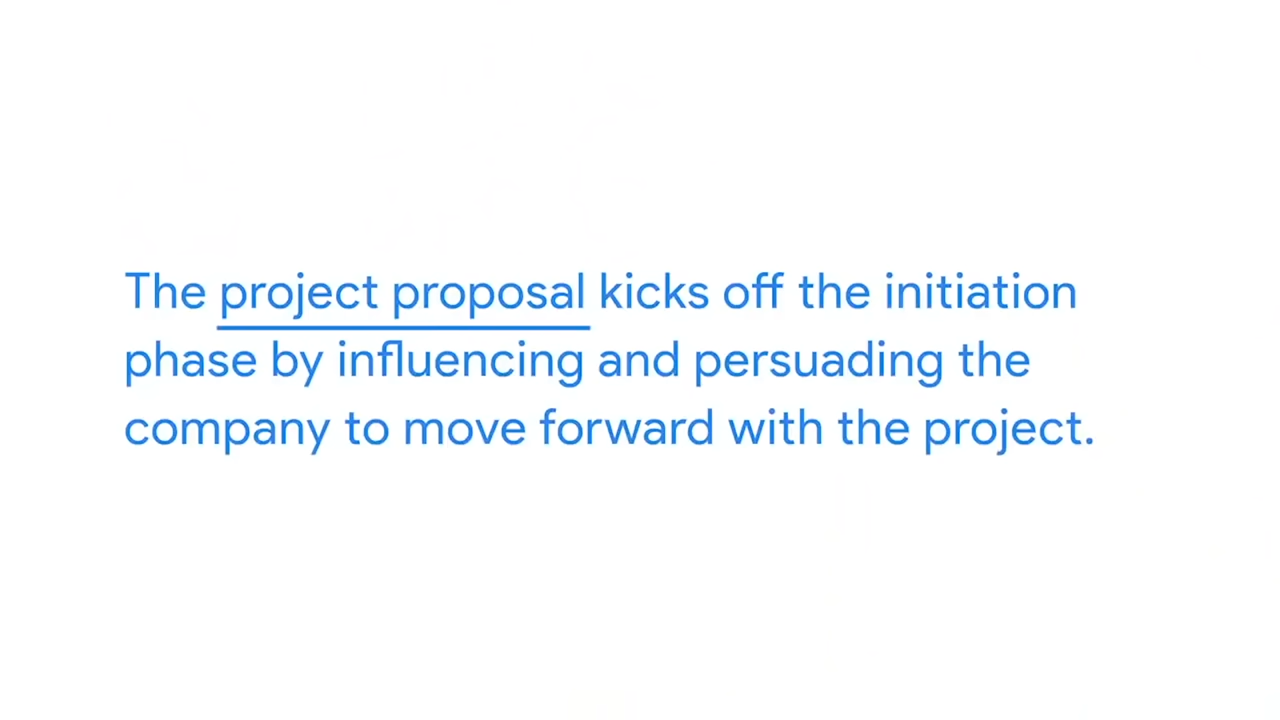 The project proposal kicks off the initiation
phase by influencing and persuading the
company to move forward with the project.